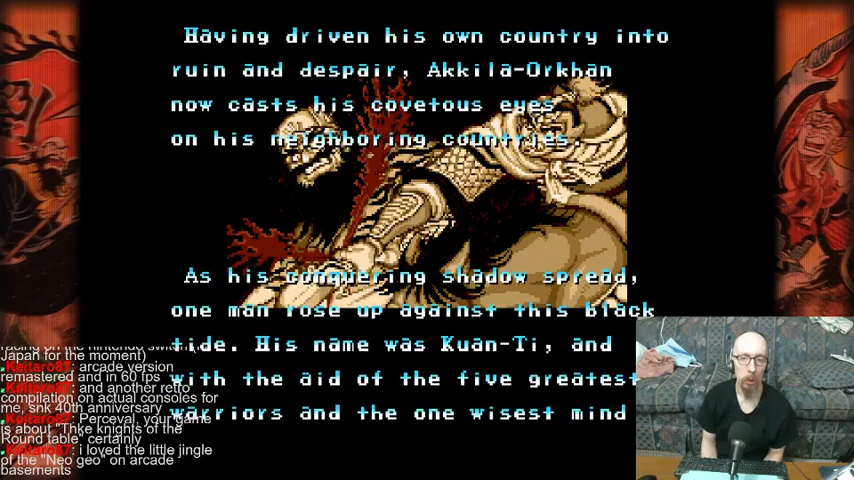 Having driven his own country into
ruin and despair, Akkila-Orkhan
now casts his covetous eyes
on his neighboring countries.
As his conquering shadow spread,
one man rose up against this black
tide. His name was Kuan-Ti, and
with the aid of the five greatest
warriors and the one wisest mind
Japan for the moment)
Keitaro87: arcade version
remastered and in 60 fps
Keitaro87: and another retro
compilation on actual consoles for
me, snk 40th anniversary
Keitaro87: Perceval, your game
is about "Thke knights of the
Round table" certainly
Keitaro87: i loved the little jingle
of the "Neo geo" on arcade
basements